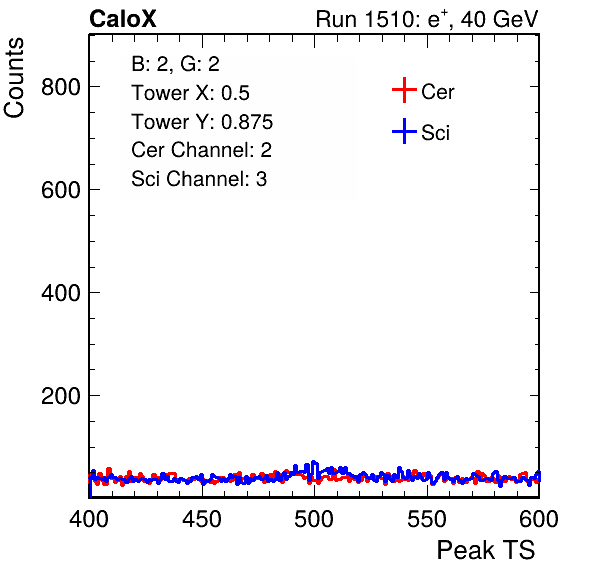 CaloX Run 1510: e⁺, 40 GeV
Counts
B: 2, G: 2
Tower X: 0.5
Tower Y: 0.875
Cer Channel: 2
Sci Channel: 3
Cer
Sci
800
600
400
200
400 450 500 550 600
Peak TS